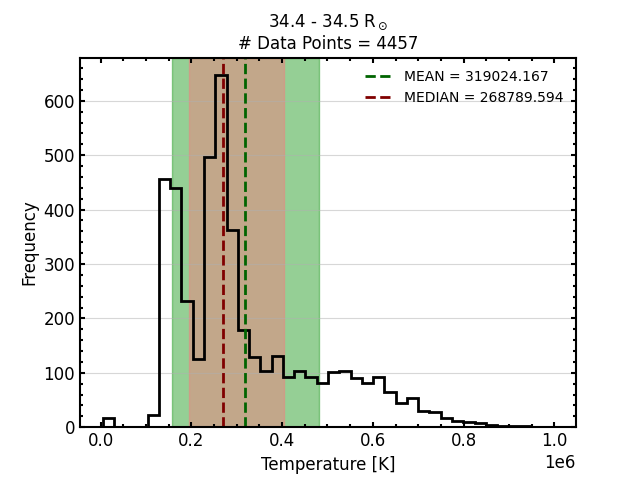 34.4 - 34.5 R⊙
# Data Points = 4457
MEAN = 319024.167
MEDIAN = 268789.594
600
500
400
300
200
100
0
Frequency
0.0 0.2 0.4 0.6 0.8 1.0
1e6
Temperature [K]